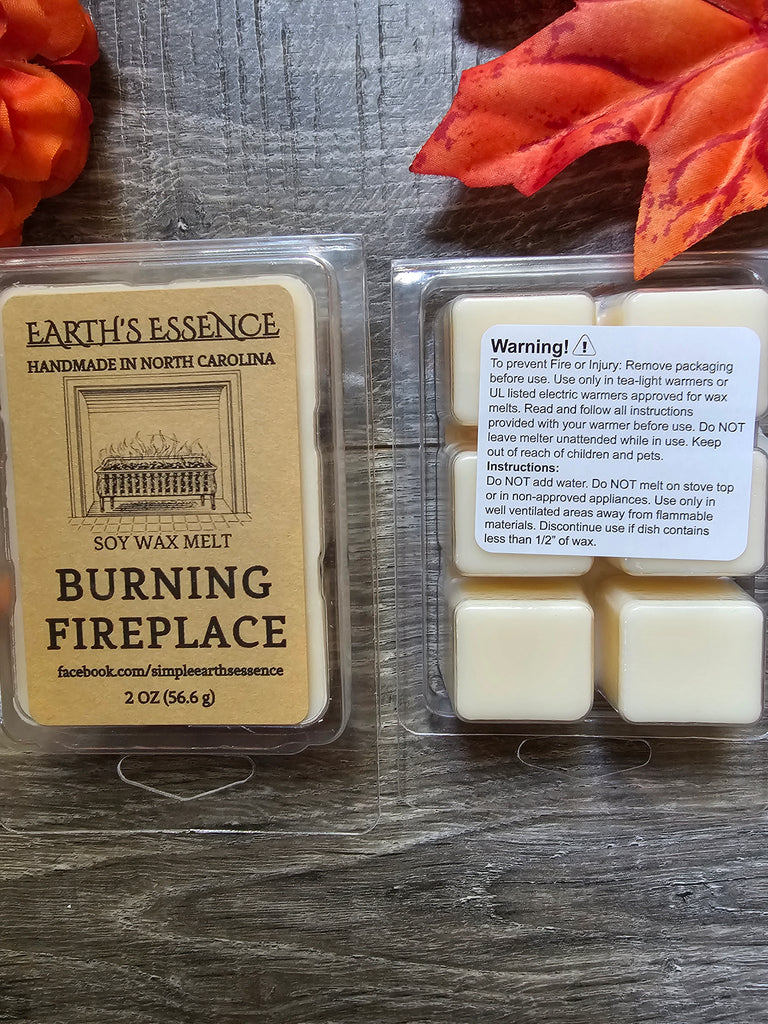 EARTH'S ESSENCE
HANDMADE IN NORTH CAROLINA
SOY WAX MELT
BURNING
FIREPLACE
facebook.com/simpleearthsessence
2 OZ (56.6 g)
Warning!
To prevent Fire or Injury: Remove packaging
before use. Use only in tea-light warmers or
UL listed electric warmers approved for wax
melts. Read and follow all instructions
provided with your warmer before use. Do NOT
leave melter unattended while in use. Keep
out of reach of children and pets.
Instructions:
Do NOT add water. Do NOT melt on stove top
or in non-approved appliances. Use only in
well ventilated areas away from flammable
materials. Discontinue use if dish contains
less than 1/2” of wax.